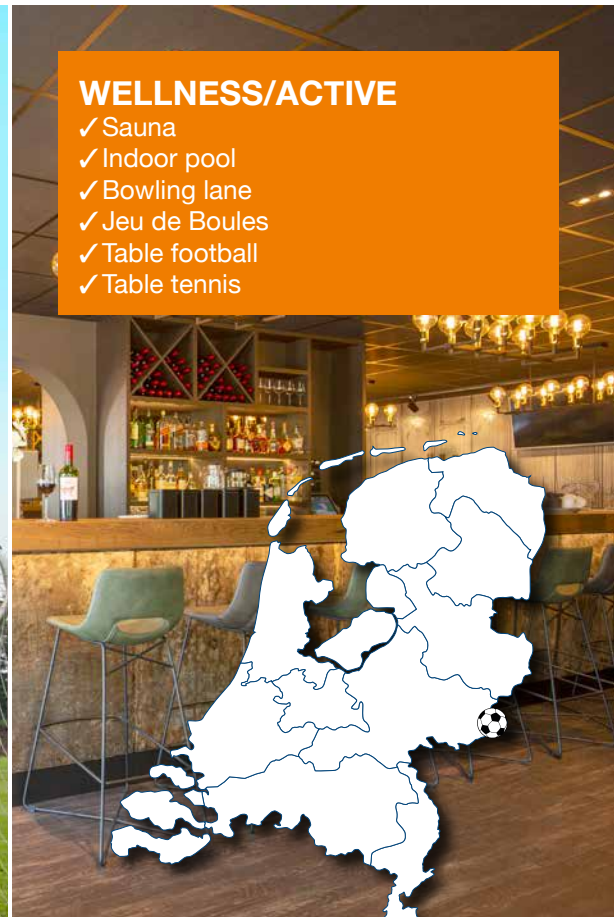 WELLNESS/ACTIVE
✓ Sauna
✓ Indoor pool
✓ Bowling lane
✓ Jeu de Boules
✓ Table football
✓ Table tennis